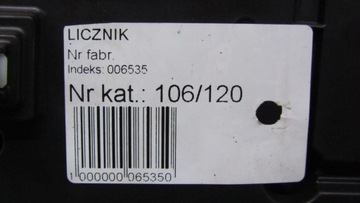 LICZNIK
Nr fabr.
Indeks: 006535
Nr kat.: 106/120
1 000000 065350